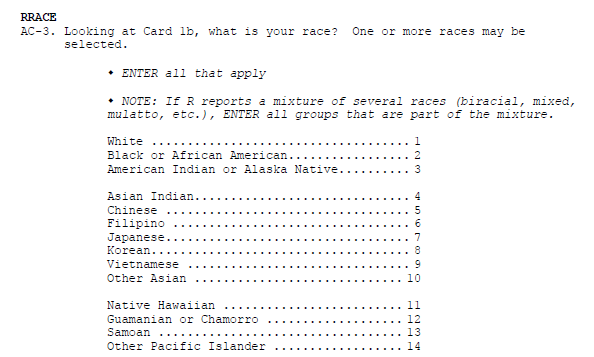 RRACE
AC-3. Looking at Card 1b, what is your race?  One or more races may be
selected.
♦ ENTER all that apply
♦ NOTE: If R reports a mixture of several races (biracial, mixed,
mulatto, etc.), ENTER all groups that are part of the mixture.
White .................................... 1
Black or African American................. 2
American Indian or Alaska Native.......... 3
Asian Indian.............................. 4
Chinese .................................. 5
Filipino ................................. 6
Japanese.................................. 7
Korean.................................... 8
Vietnamese ............................... 9
Other Asian ............................. 10
Native Hawaiian ......................... 11
Guamanian or Chamorro ................... 12
Samoan .................................. 13
Other Pacific Islander .................. 14